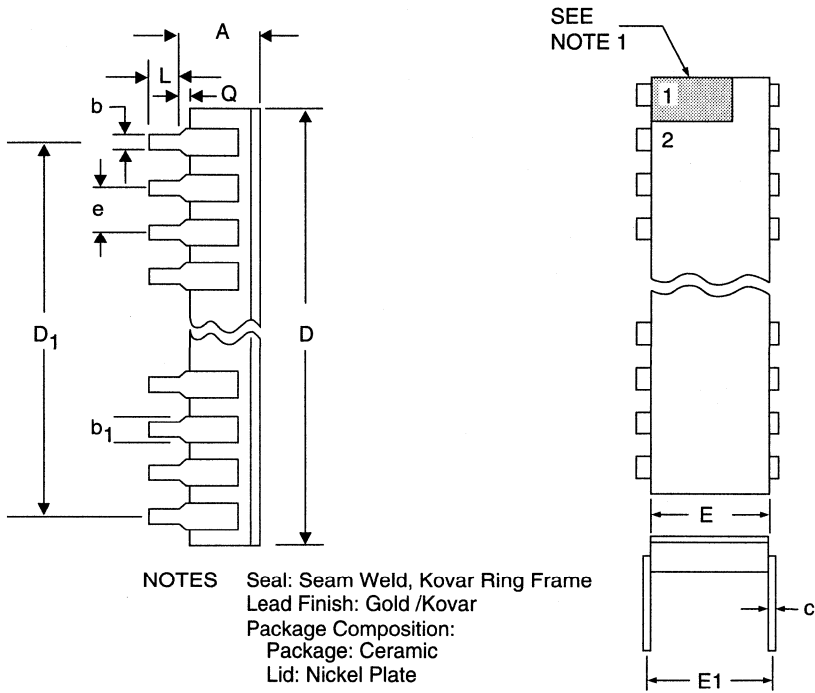 A
SEE
NOTE 1
L
Q
b
1
2
e
D1
D
b1
E
NOTES Seal: Seam Weld, Kovar Ring Frame
Lead Finish: Gold /Kovar
Package Composition:
Package: Ceramic
Lid: Nickel Plate
c
E1